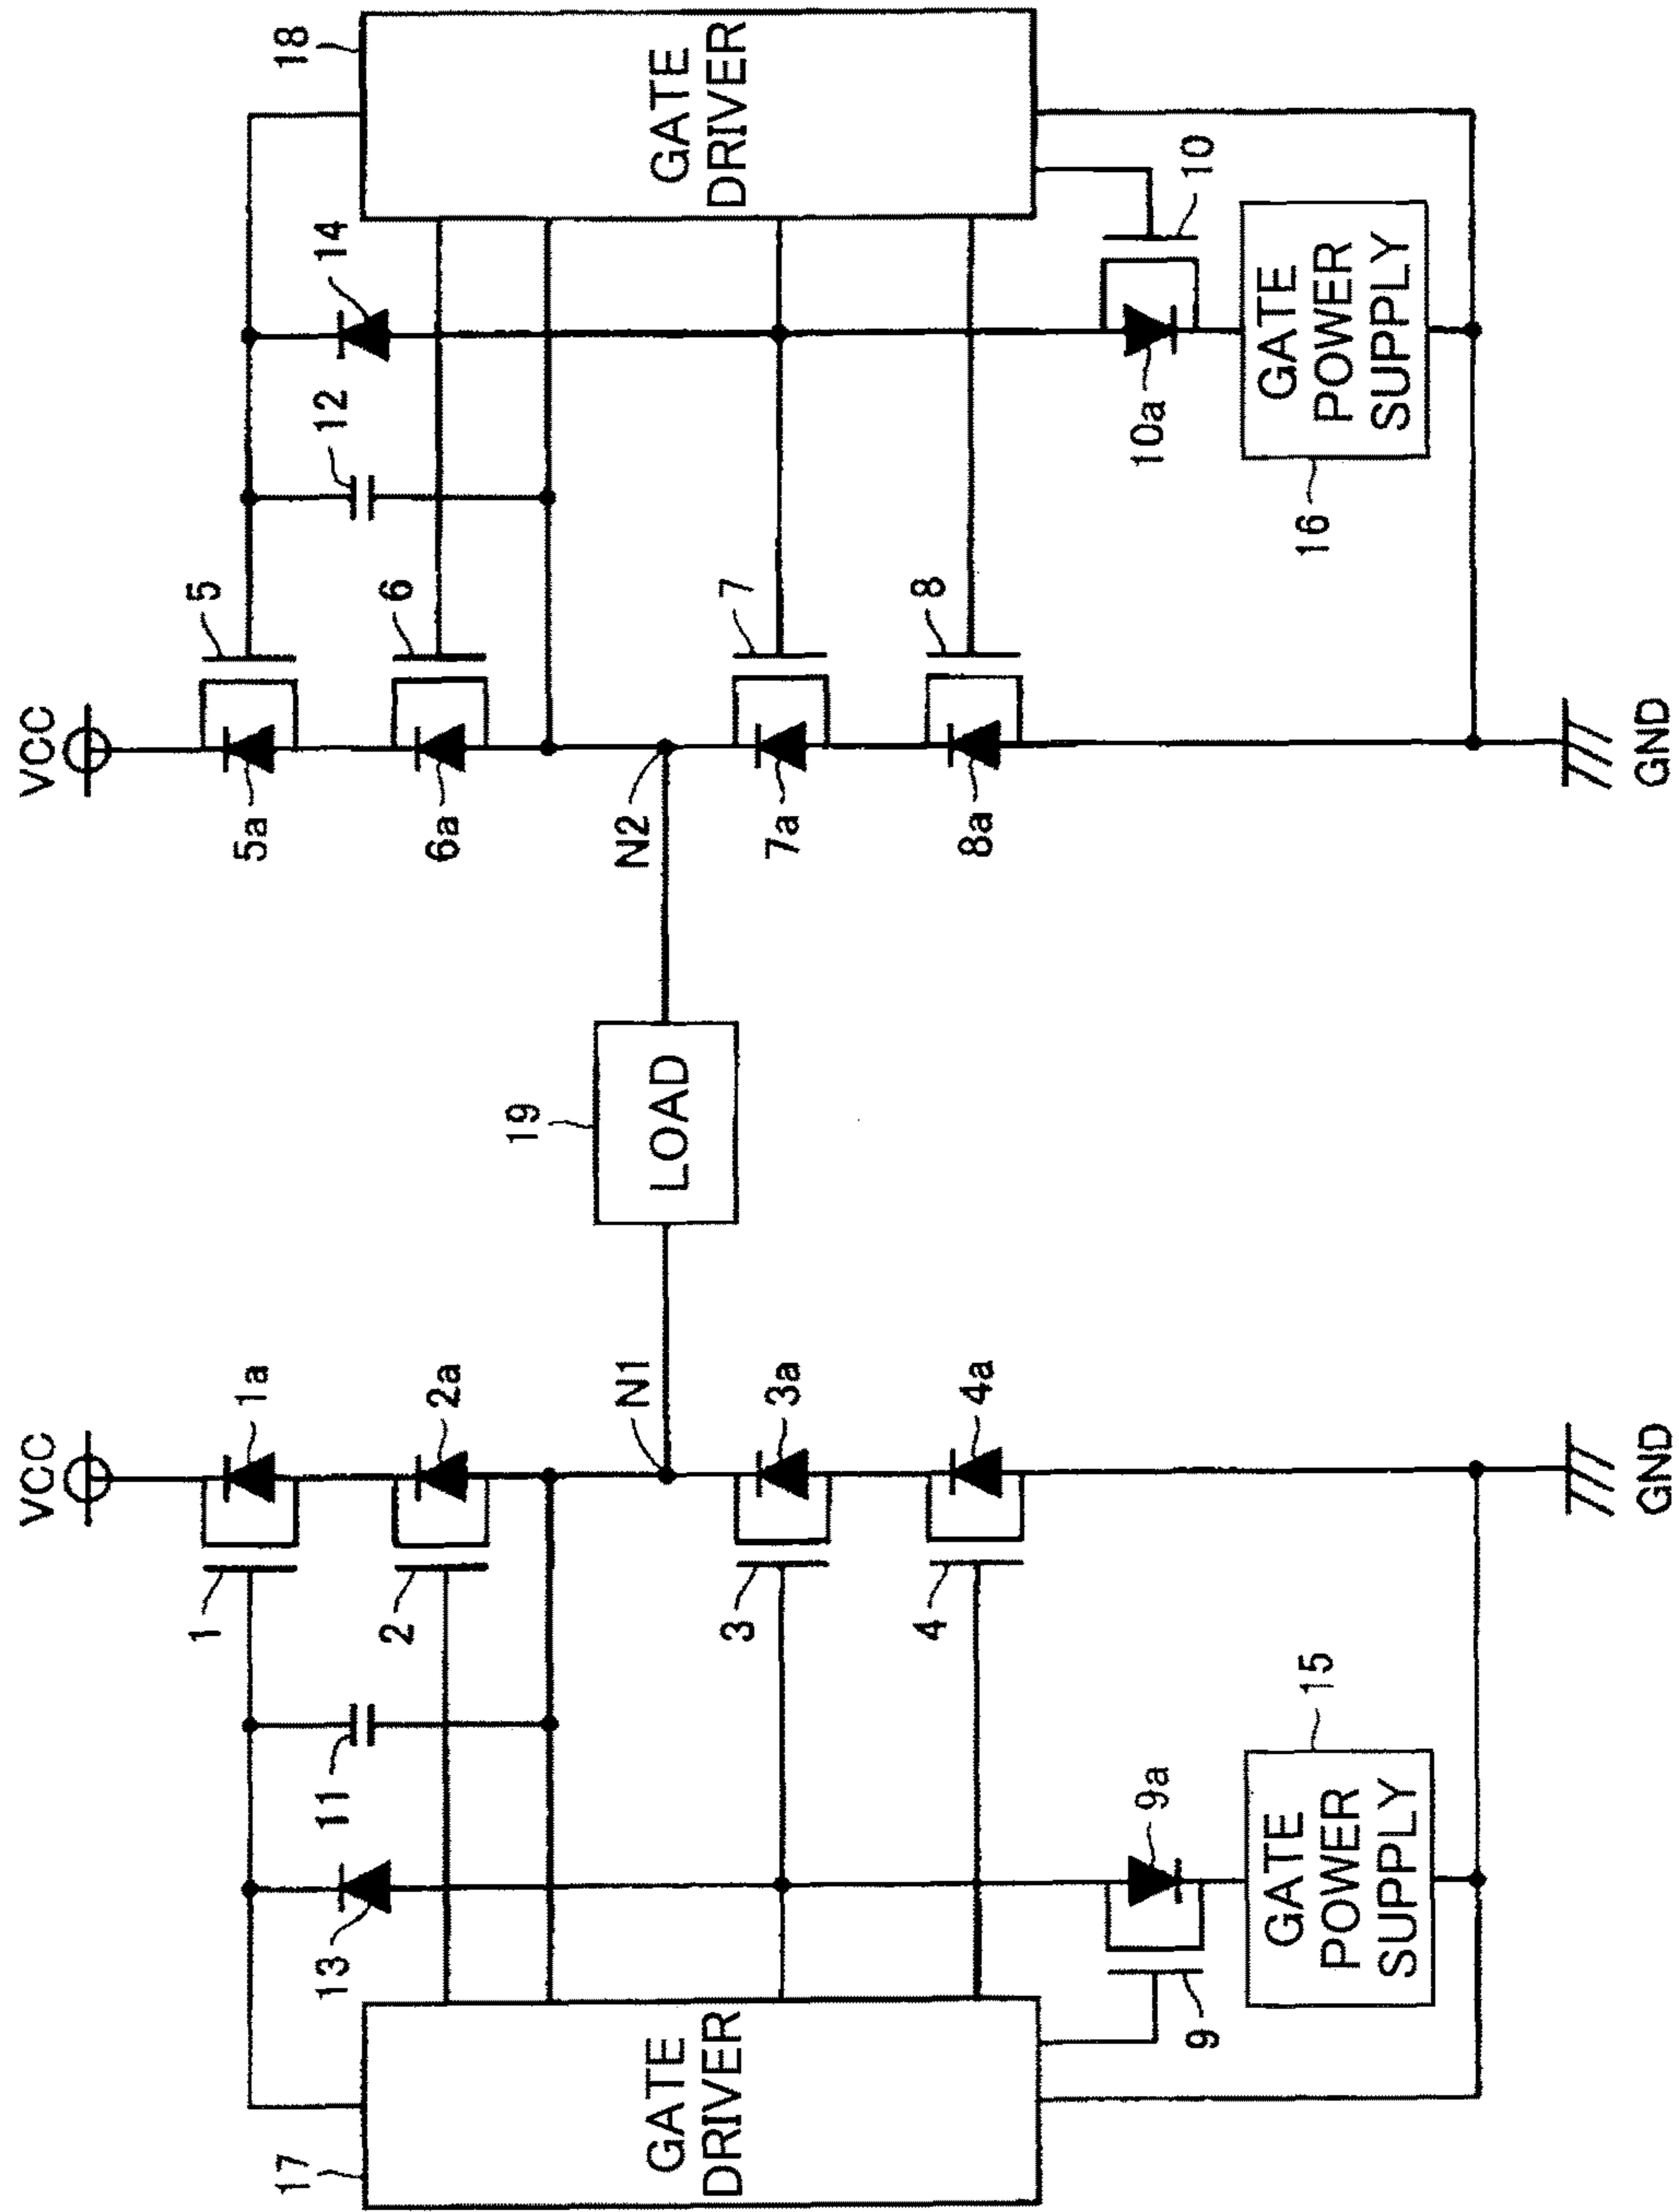 VCC
VCC
1
1a
5
5a
2
2a
6
6a
13
11
12
14
17
18
GATE
DRIVER
GATE
DRIVER
N1
19
LOAD
N2
3
3a
7
7a
4
4a
8
8a
9
9a
10
10a
15
GATE
POWER
SUPPLY
16
GATE
POWER
SUPPLY
GND
GND